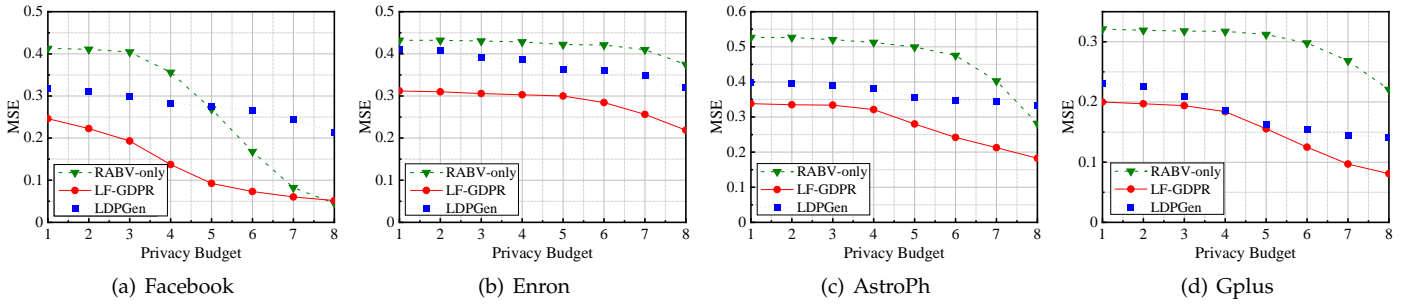 0.5
0.4
0.3
0.2
0.1
0
MSE
RABV-only
LF-GDPR
LDPGen
1 2 3 4 5 6 7 8
Privacy Budget
(a) Facebook
0.5
0.4
0.3
0.2
0.1
0
MSE
RABV-only
LF-GDPR
LDPGen
1 2 3 4 5 6 7 8
Privacy Budget
(b) Enron
0.6
0.5
0.4
0.3
0.2
0.1
0
MSE
RABV-only
LF-GDPR
LDPGen
1 2 3 4 5 6 7 8
Privacy Budget
(c) AstroPh
0.3
0.2
0.1
0
MSE
RABV-only
LF-GDPR
LDPGen
1 2 3 4 5 6 7 8
Privacy Budget
(d) Gplus